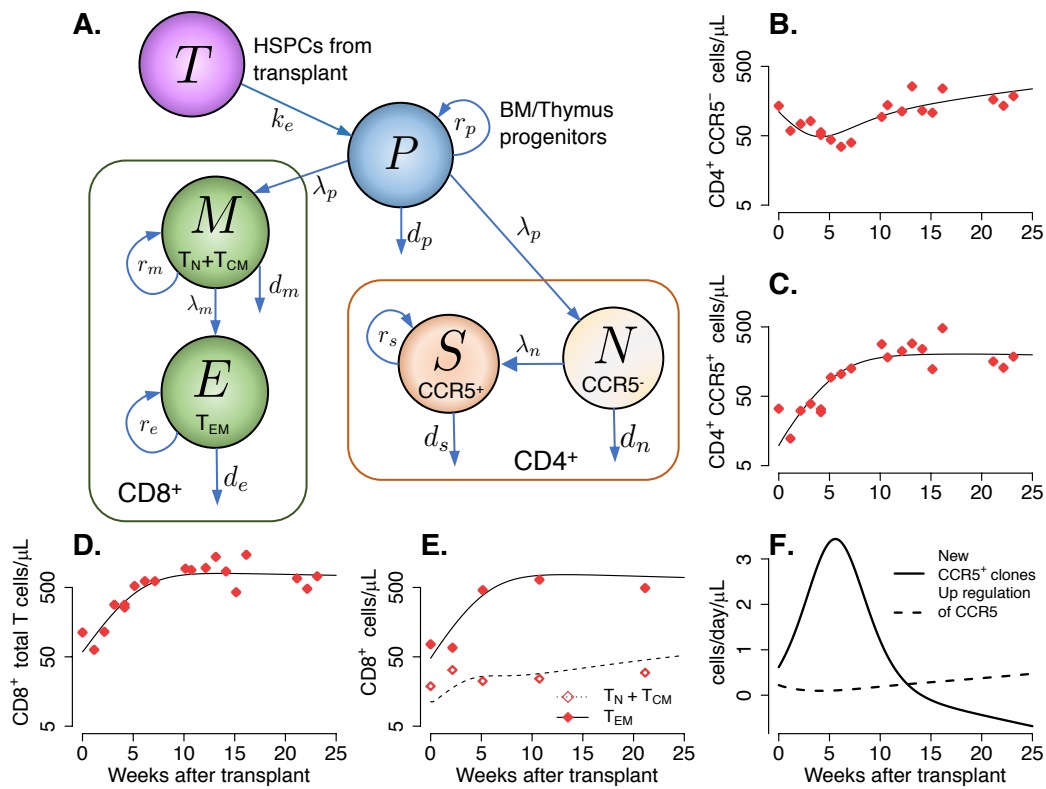 A.
T
HSPCs from
transplant
k_e
P
r_p
BM/Thymus
progenitors
λ_p
d_p
λ_p
M
T_N+T_CM
r_m
d_m
λ_m
E
T_EM
r_e
d_e
CD8⁺
r_s
S
CCR5⁺
λ_n
N
CCR5⁻
d_s
d_n
CD4⁺
B.
CD4⁺ CCR5⁻ cells/μL
500
50
5
0 5 10 15 20 25
C.
CD4⁺ CCR5⁺ cells/μL
500
50
5
0 5 10 15 20 25
D.
CD8⁺ total T cells/μL
500
50
5
0 5 10 15 20 25
Weeks after transplant
E.
CD8⁺ cells/μL
500
50
5
T_N + T_CM
T_EM
0 5 10 15 20 25
Weeks after transplant
F.
cells/day/μL
3
2
1
0
New
CCR5⁺ clones
Up regulation
of CCR5
0 5 10 15 20 25
Weeks after transplant